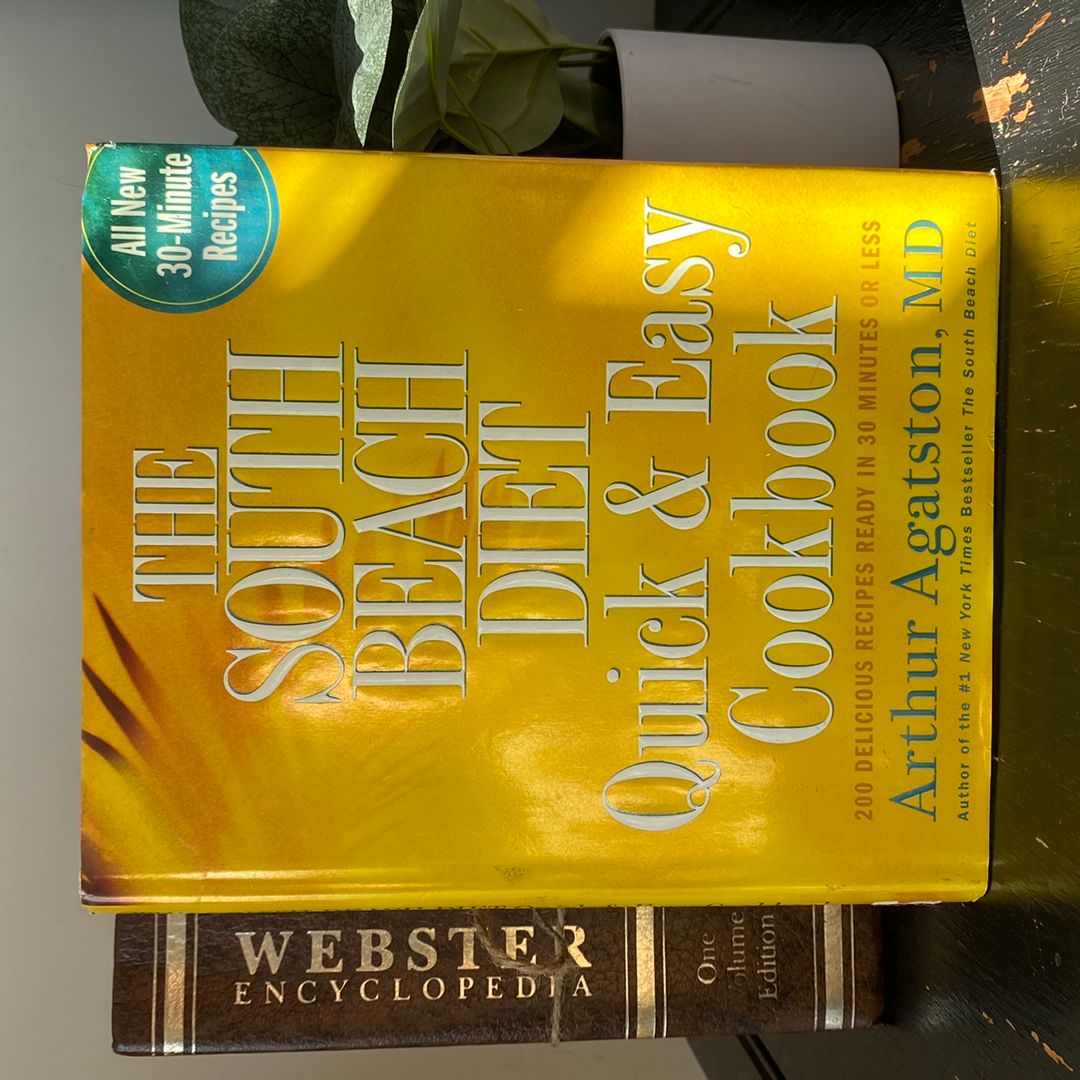 All New
30-Minute
Recipes
THE
SOUTH
BEACH
DIET
Quick & Easy
Cookbook
200 DELICIOUS RECIPES READY IN 30 MINUTES OR LESS
Arthur Agatston, MD
Author of the #1 New York Times Bestseller The South Beach Diet
WEBSTER
ENCYCLOPEDIA
One
Volume
Edition